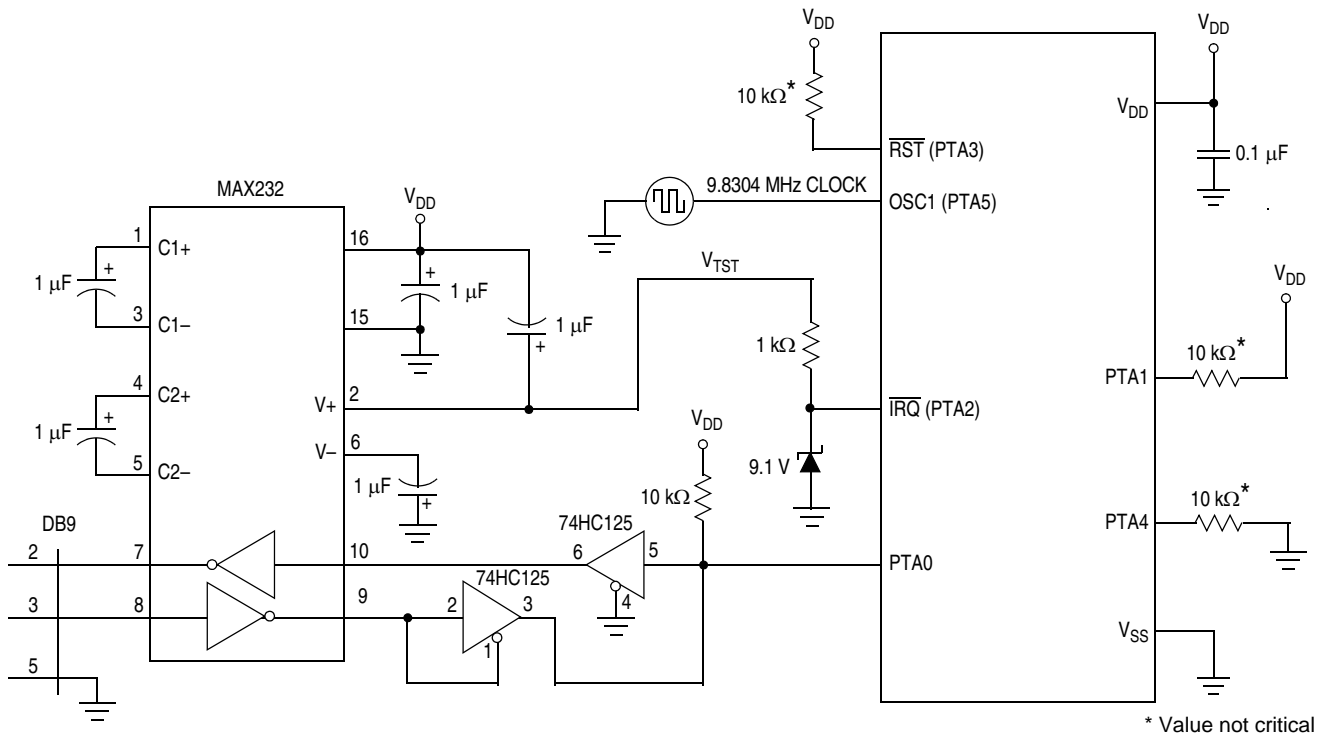 VDD
VDD
10 kΩ*
VDD
0.1 µF
RST (PTA3)
MAX232
9.8304 MHz CLOCK
OSC1 (PTA5)
VDD
1
C1+
16
1 µF
+
+
1 µF
VTST
VDD
3
C1–
15
1 µF
+
1 kΩ
10 kΩ*
PTA1
4
C2+
V+
2
IRQ (PTA2)
1 µF
+
VDD
V–
6
9.1 V
5
C2–
1 µF
+
10 kΩ
10 kΩ*
DB9
74HC125
PTA4
2
7
10
6
5
PTA0
74HC125
4
3
8
9
2
3
1
VSS
5
* Value not critical